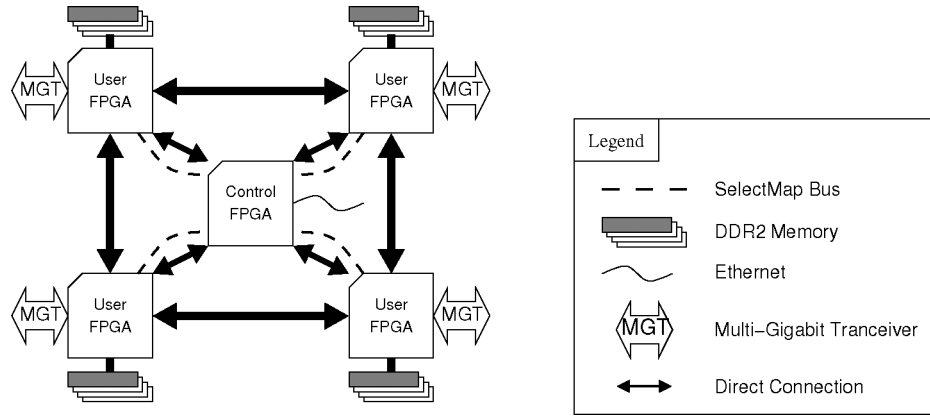 MGT
User
FPGA
User
FPGA
MGT
Control
FPGA
MGT
User
FPGA
User
FPGA
MGT
Legend
SelectMap Bus
DDR2 Memory
Ethernet
MGT
Multi−Gigabit Tranceiver
Direct Connection